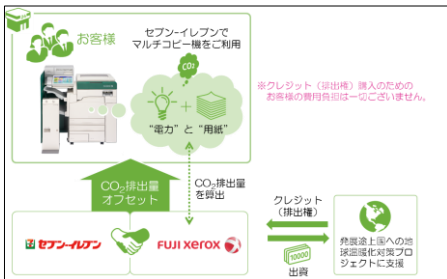 お客様
セブン-イレブンで
マルチコピー機をご利用
CO₂
"電力" と "用紙"
※クレジット（排出権）購入のための
お客様の費用負担は一切ございません。
CO₂排出量
オフセット
CO₂排出量
を算出
クレジット
（排出権）
セブン-イレブン
FUJI xerox
10000
出資
発展途上国への地
球温暖化対策プロ
ジェクトに支援